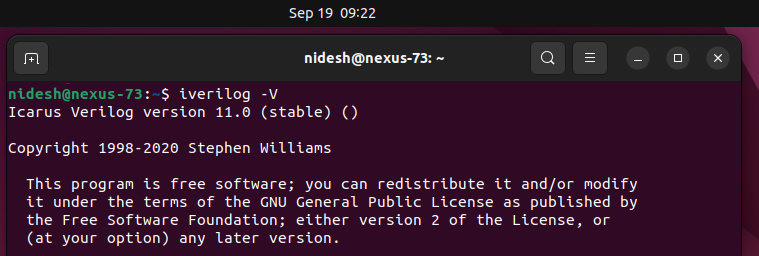 Sep 19 09:22
nidesh@nexus-73: ~
nidesh@nexus-73:~$ iverilog -V
Icarus Verilog version 11.0 (stable) ()
Copyright 1998-2020 Stephen Williams
This program is free software; you can redistribute it and/or modify
it under the terms of the GNU General Public License as published by
the Free Software Foundation; either version 2 of the License, or
(at your option) any later version.